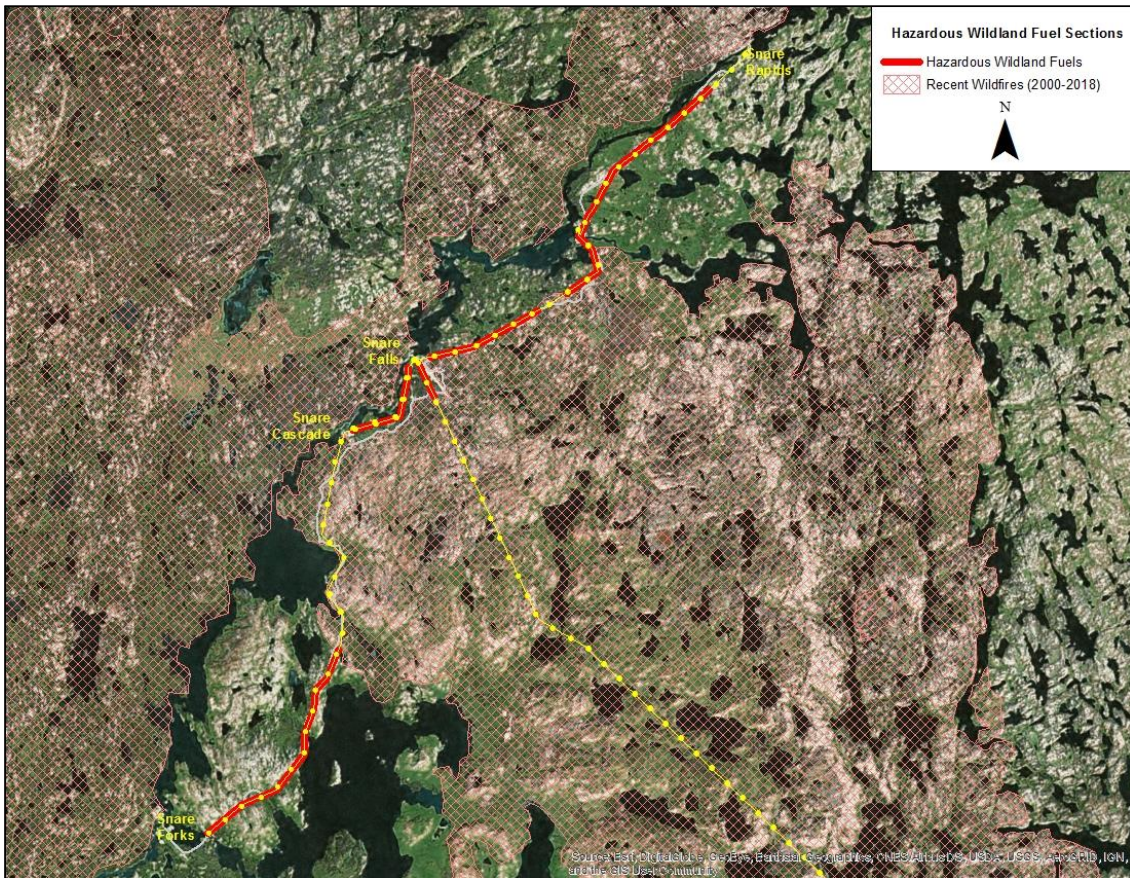 Hazardous Wildland Fuel Sections
Hazardous Wildland Fuels
Recent Wildfires (2000-2018)
N
Snare
Rapids
Snare
Falls
Snare
Cascade
Snare
Forks
Source: Esri, DigitalGlobe, GeoEye, Earthstar Geographics, CNES/Airbus DS, USDA, USGS, AeroGRID, IGN,
and the GIS User Community